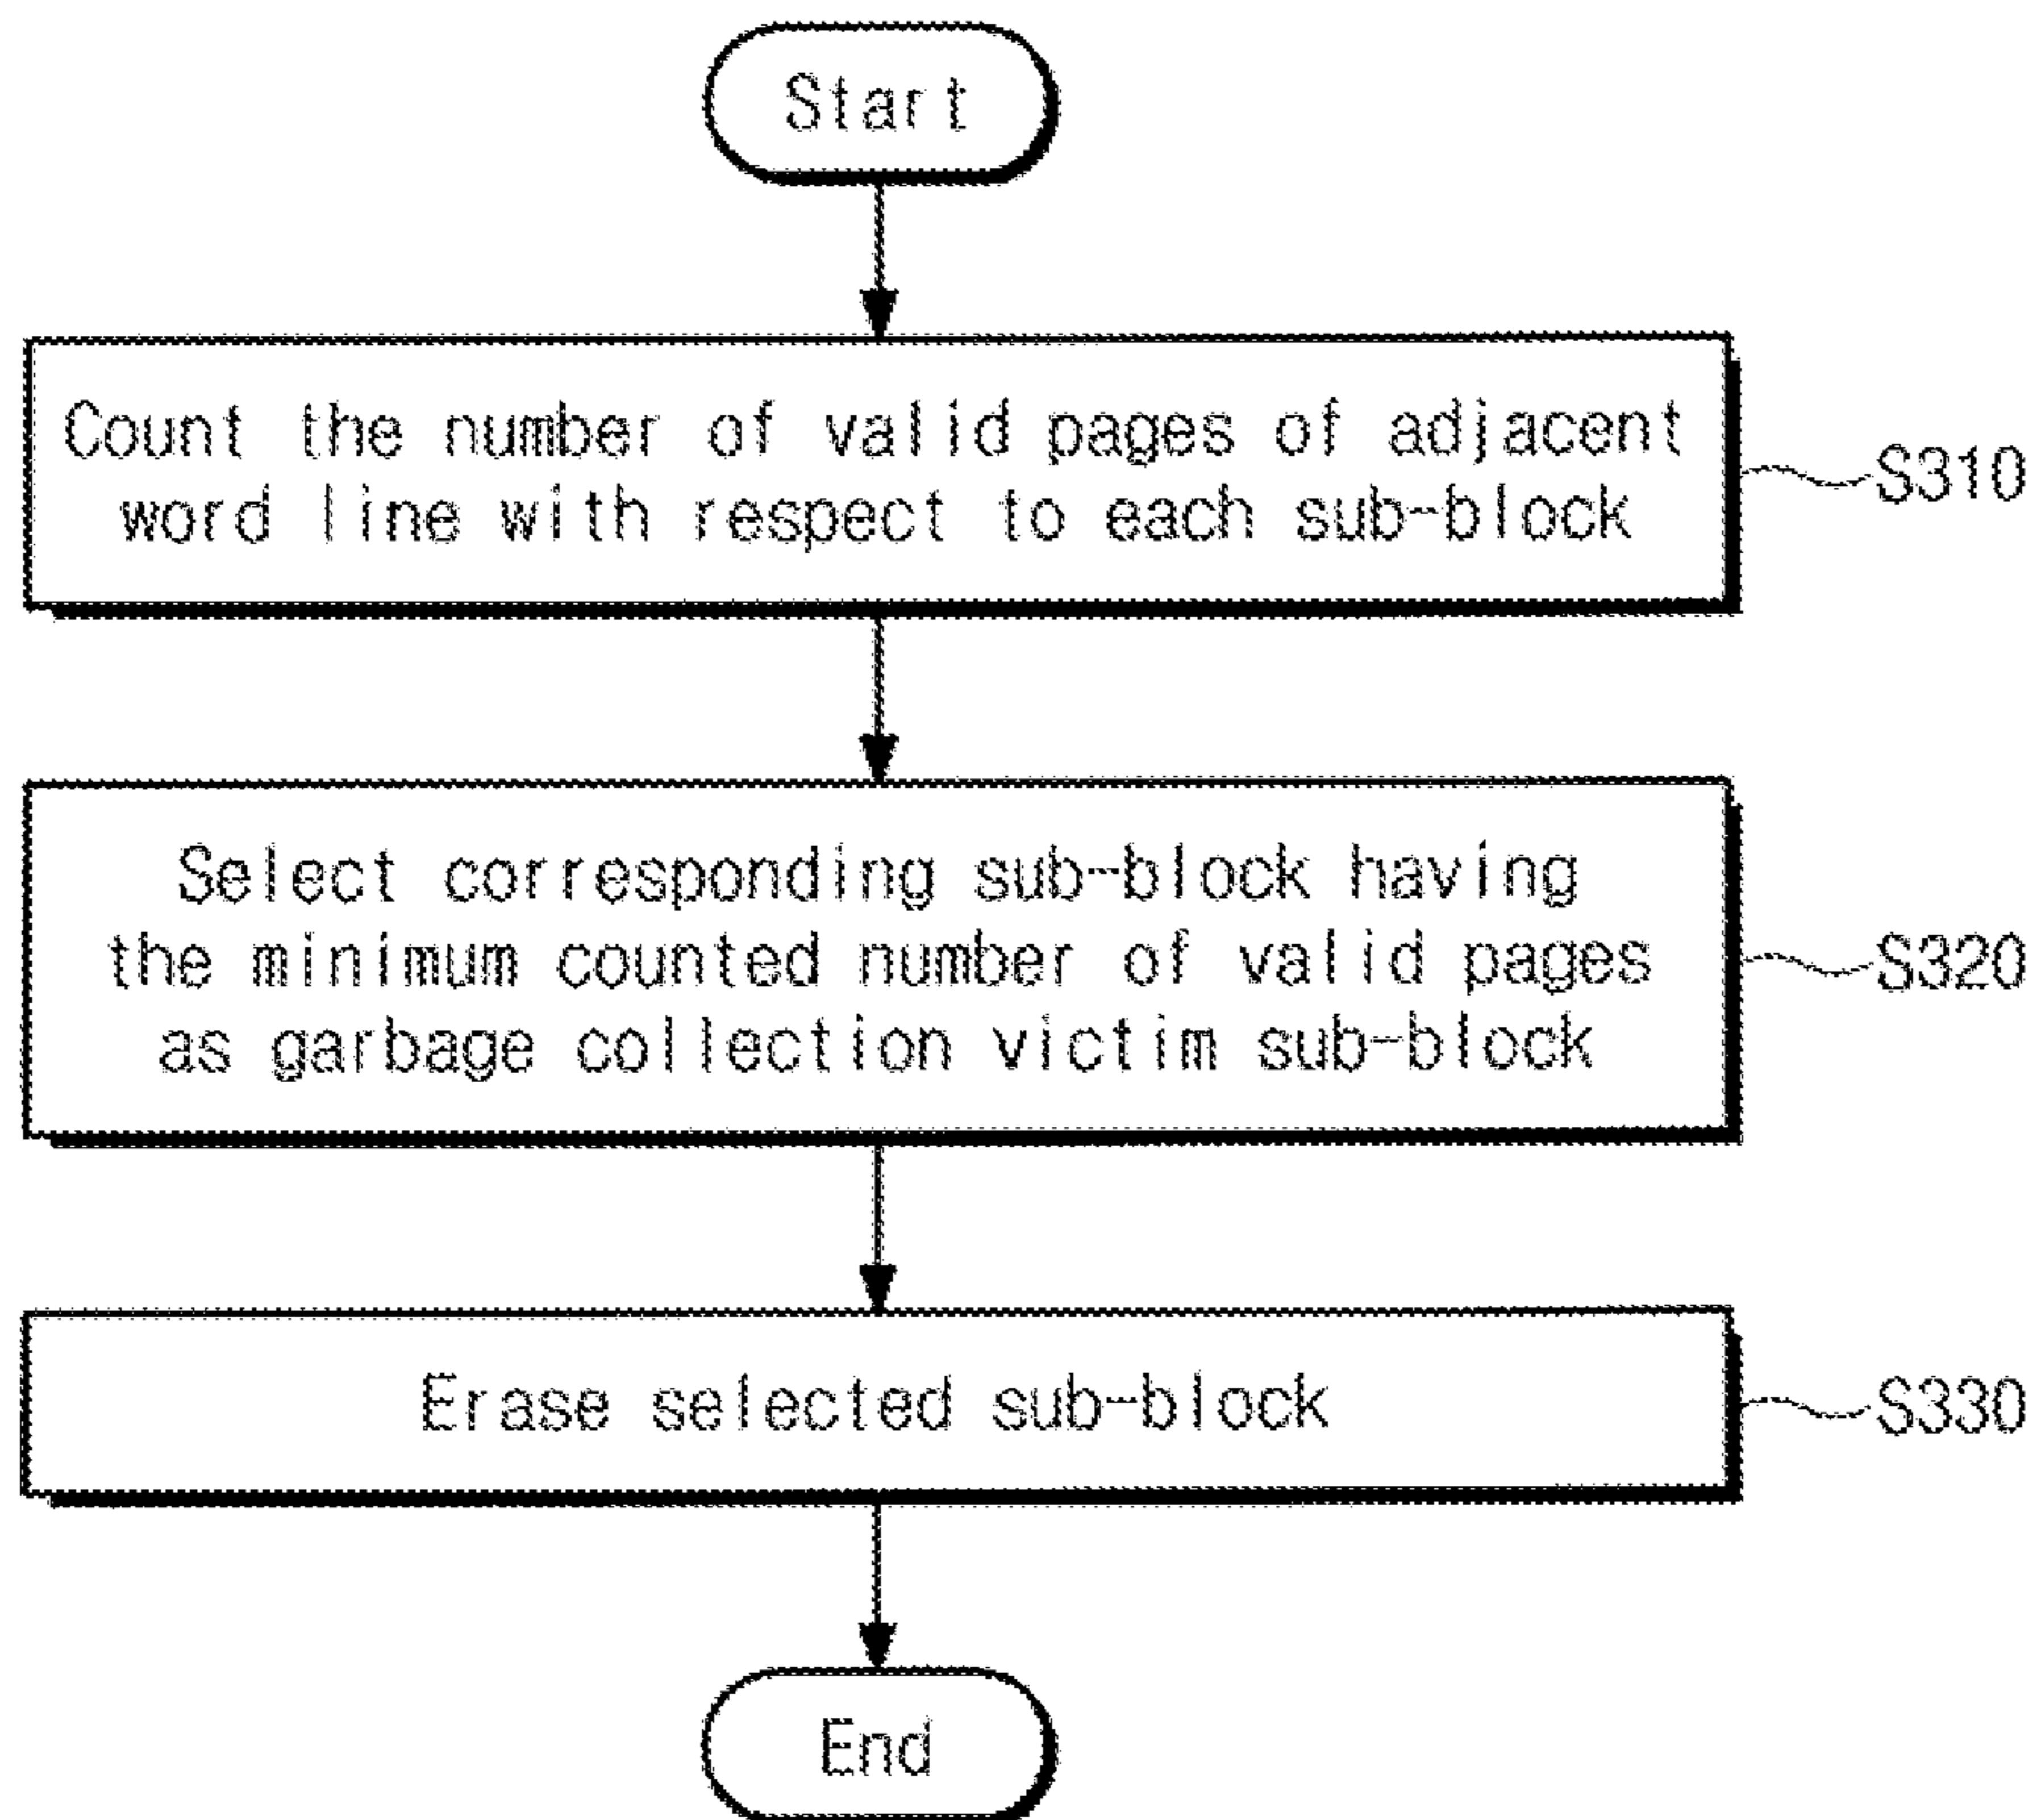 Start
Count the number of valid pages of adjacent
word line with respect to each sub-block
S310
Select corresponding sub-block having
the minimum counted number of valid pages
as garbage collection victim sub-block
S320
Erase selected sub-block
S330
End